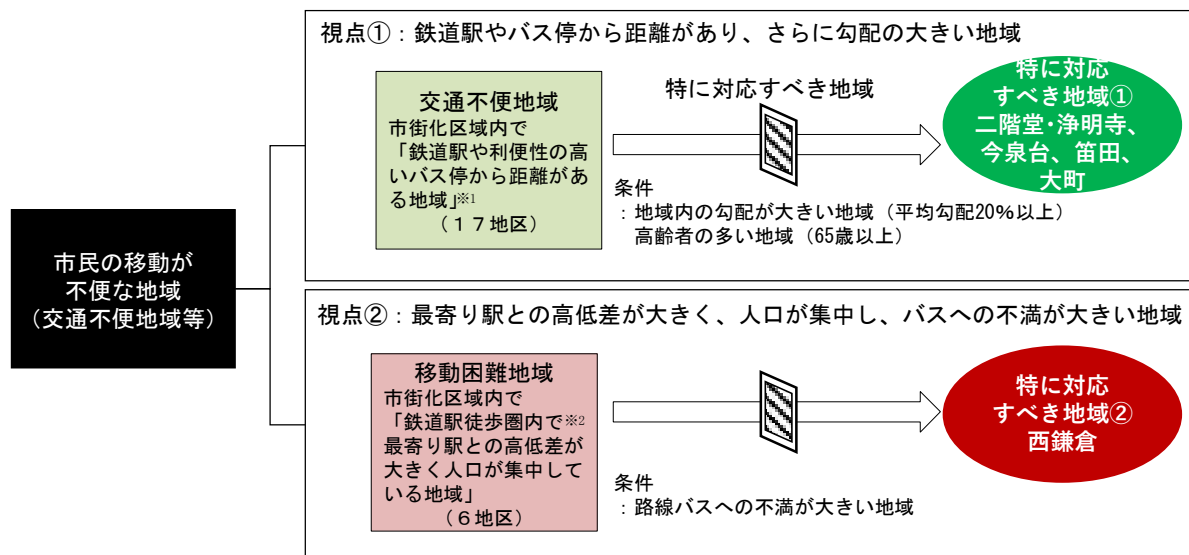 視点①：鉄道駅やバス停から距離があり、さらに勾配の大きい地域
交通不便地域
市街化区域内で
「鉄道駅や利便性の高
いバス停から距離があ
る地域」※1
（１７地区）
特に対応すべき地域
条件
：地域内の勾配が大きい地域（平均勾配20%以上）
高齢者の多い地域（65歳以上）
特に対応
すべき地域①
二階堂・浄明寺、
今泉台、笛田、
大町
市民の移動が
不便な地域
（交通不便地域等）
視点②：最寄り駅との高低差が大きく、人口が集中し、バスへの不満が大きい地域
移動困難地域
市街化区域内で
「鉄道駅徒歩圏内で※2
最寄り駅との高低差が
大きく人口が集中して
いる地域」
（６地区）
条件
：路線バスへの不満が大きい地域
特に対応
すべき地域②
西鎌倉